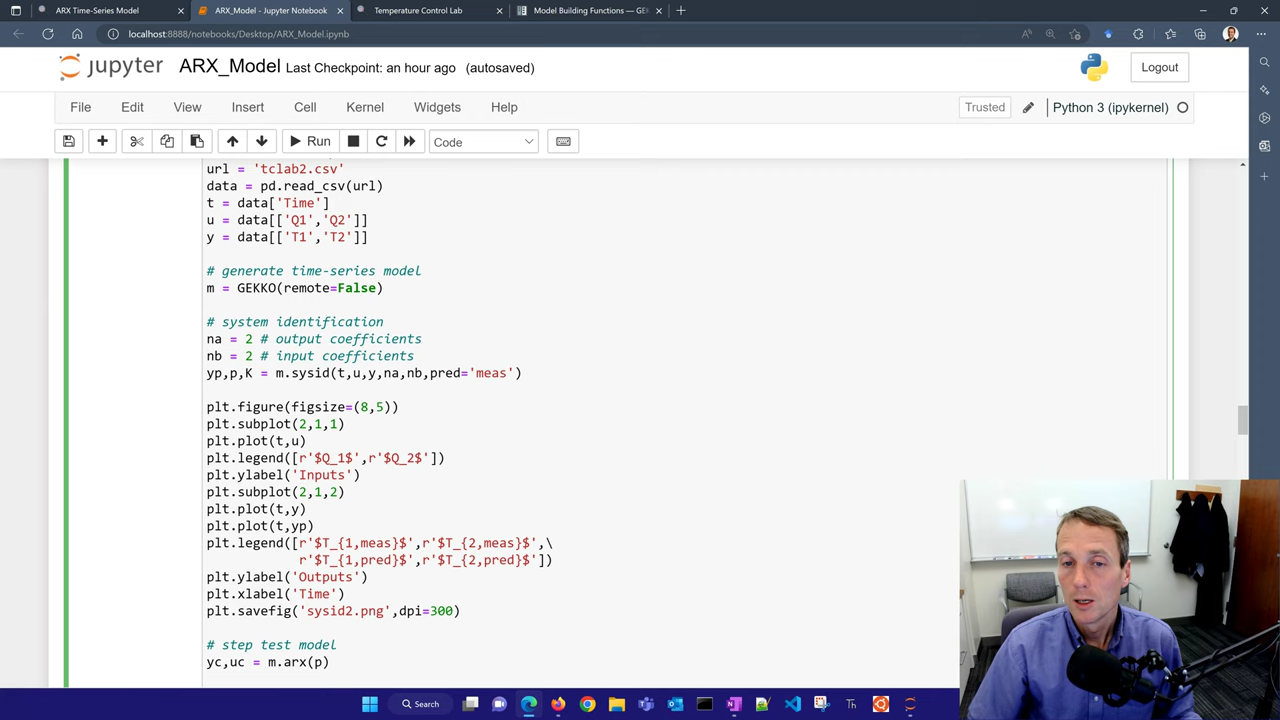 ARX Time-Series Model
ARX_Model - Jupyter Notebook
Temperature Control Lab
Model Building Functions — GEK
localhost:8888/notebooks/Desktop/ARX_Model.ipynb
jupyter ARX_Model Last Checkpoint: an hour ago (autosaved)
Logout
File Edit View Insert Cell Kernel Widgets Help
Trusted
Python 3 (ipykernel)
Run
Code
url = 'tclab2.csv'
data = pd.read_csv(url)
t = data['Time']
u = data[['Q1','Q2']]
y = data[['T1','T2']]
# generate time-series model
m = GEKKO(remote=False)
# system identification
na = 2 # output coefficients
nb = 2 # input coefficients
yp,p,K = m.sysid(t,u,y,na,nb,pred='meas')
plt.figure(figsize=(8,5))
plt.subplot(2,1,1)
plt.plot(t,u)
plt.legend([r'$Q_1$',r'$Q_2$'])
plt.ylabel('Inputs')
plt.subplot(2,1,2)
plt.plot(t,y)
plt.plot(t,yp)
plt.legend([r'$T_{1,meas}$',r'$T_{2,meas}$',\
r'$T_{1,pred}$',r'$T_{2,pred}$'])
plt.ylabel('Outputs')
plt.xlabel('Time')
plt.savefig('sysid2.png',dpi=300)
# step test model
yc,uc = m.arx(p)
Search